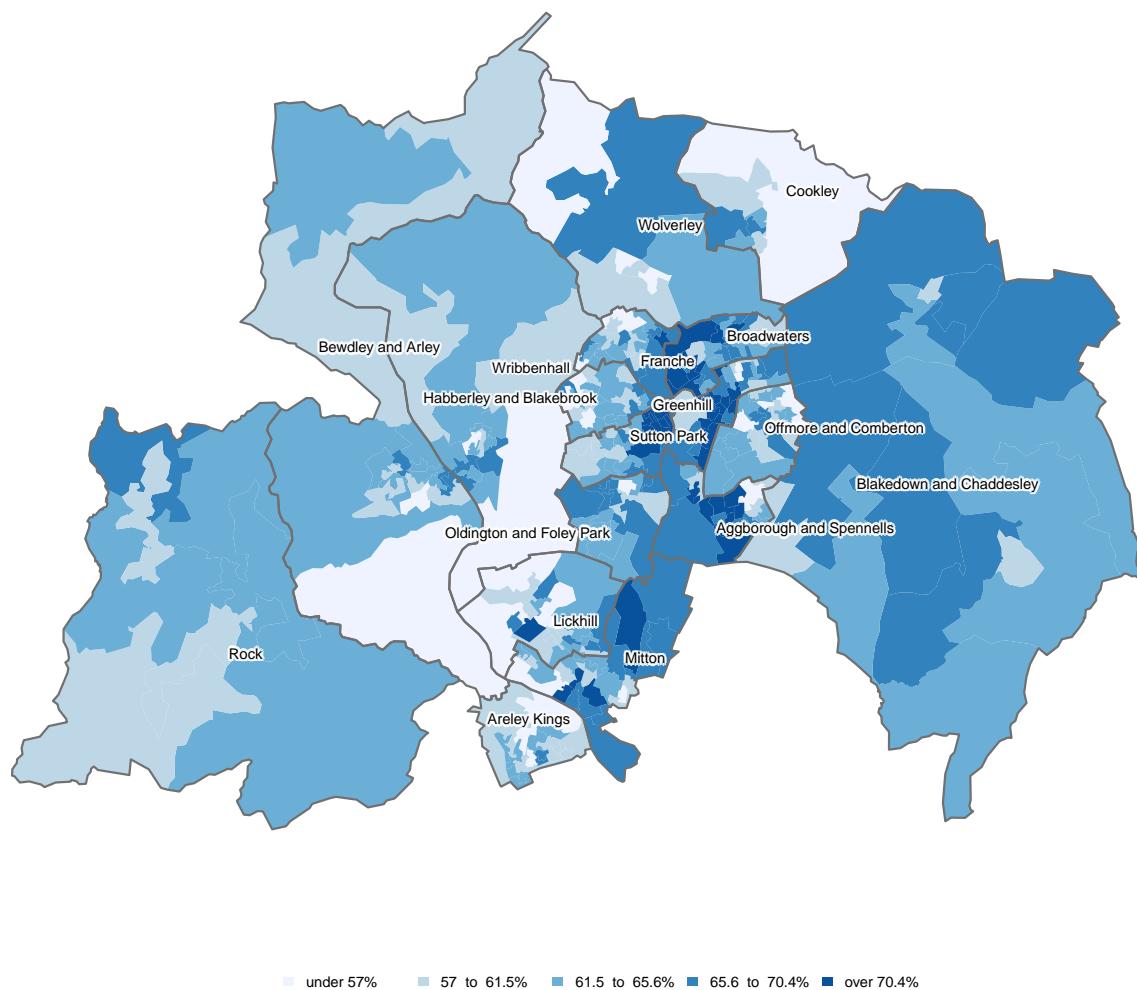 Cookley
Wolverley
Broadwaters
Bewdley and Arley
Franche
Wribbenhall
Habberley and Blakebrook
Greenhill
Offmore and Comberton
Sutton Park
Blakedown and Chaddesley
Aggborough and Spennells
Oldington and Foley Park
Lickhill
Rock
Mitton
Areley Kings
under 57% 57 to 61.5% 61.5 to 65.6% 65.6 to 70.4% over 70.4%